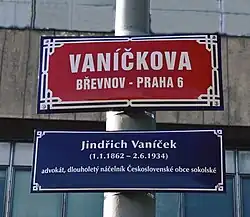 VANÍČKOVA
BŘEVNOV - PRAHA 6
Jindřich Vaníček
(1.1.1862 – 2.6.1934)
advokát, dlouholetý náčelník Československé obce sokolské